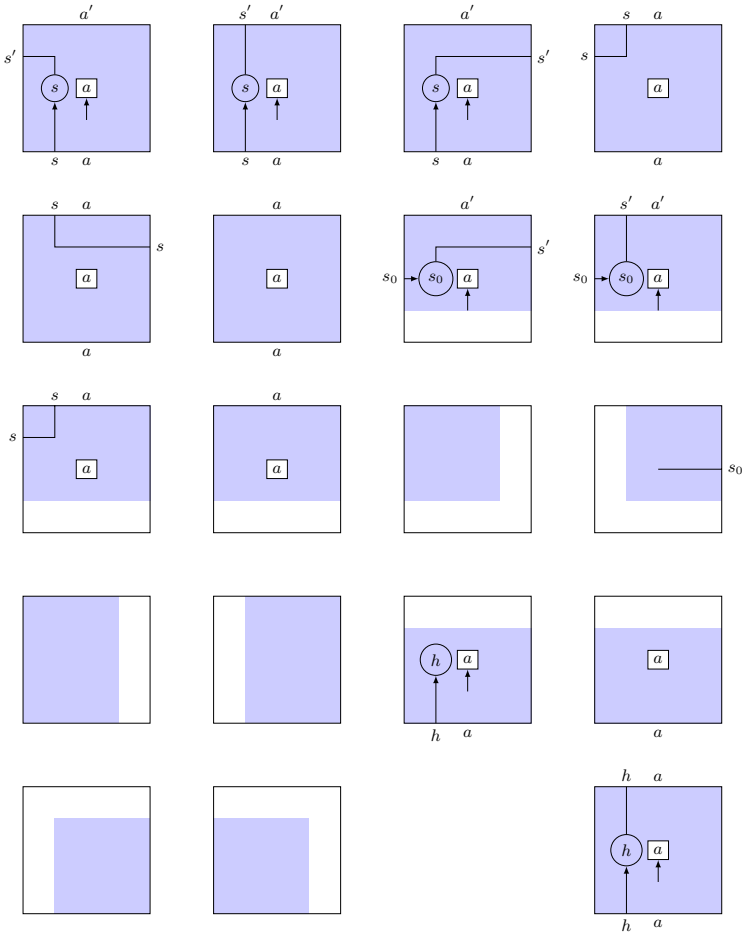 a′ s′ a′ a′ s a
s′ s′ s
s a s a s a a
s a s a s a a
s a a a′ s′ a′
s s′
a a s₀ s₀ a s₀ s₀ a
a a
s a a
s
a a s₀
h a a
h a a
h a
h a
h a